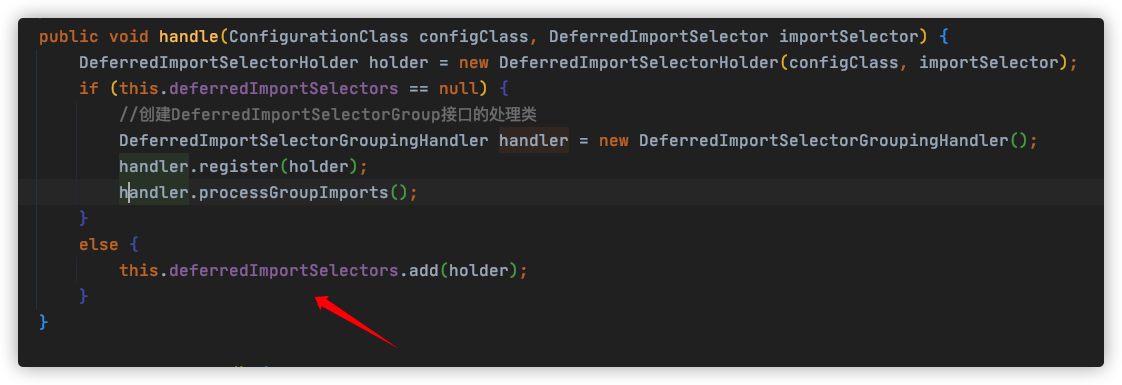 public void handle(ConfigurationClass configClass, DeferredImportSelector importSelector) {
DeferredImportSelectorHolder holder = new DeferredImportSelectorHolder(configClass, importSelector);
if (this.deferredImportSelectors == null) {
//创建DeferredImportSelectorGroup接口的处理类
DeferredImportSelectorGroupingHandler handler = new DeferredImportSelectorGroupingHandler();
handler.register(holder);
handler.processGroupImports();
}
else {
this.deferredImportSelectors.add(holder);
}
}